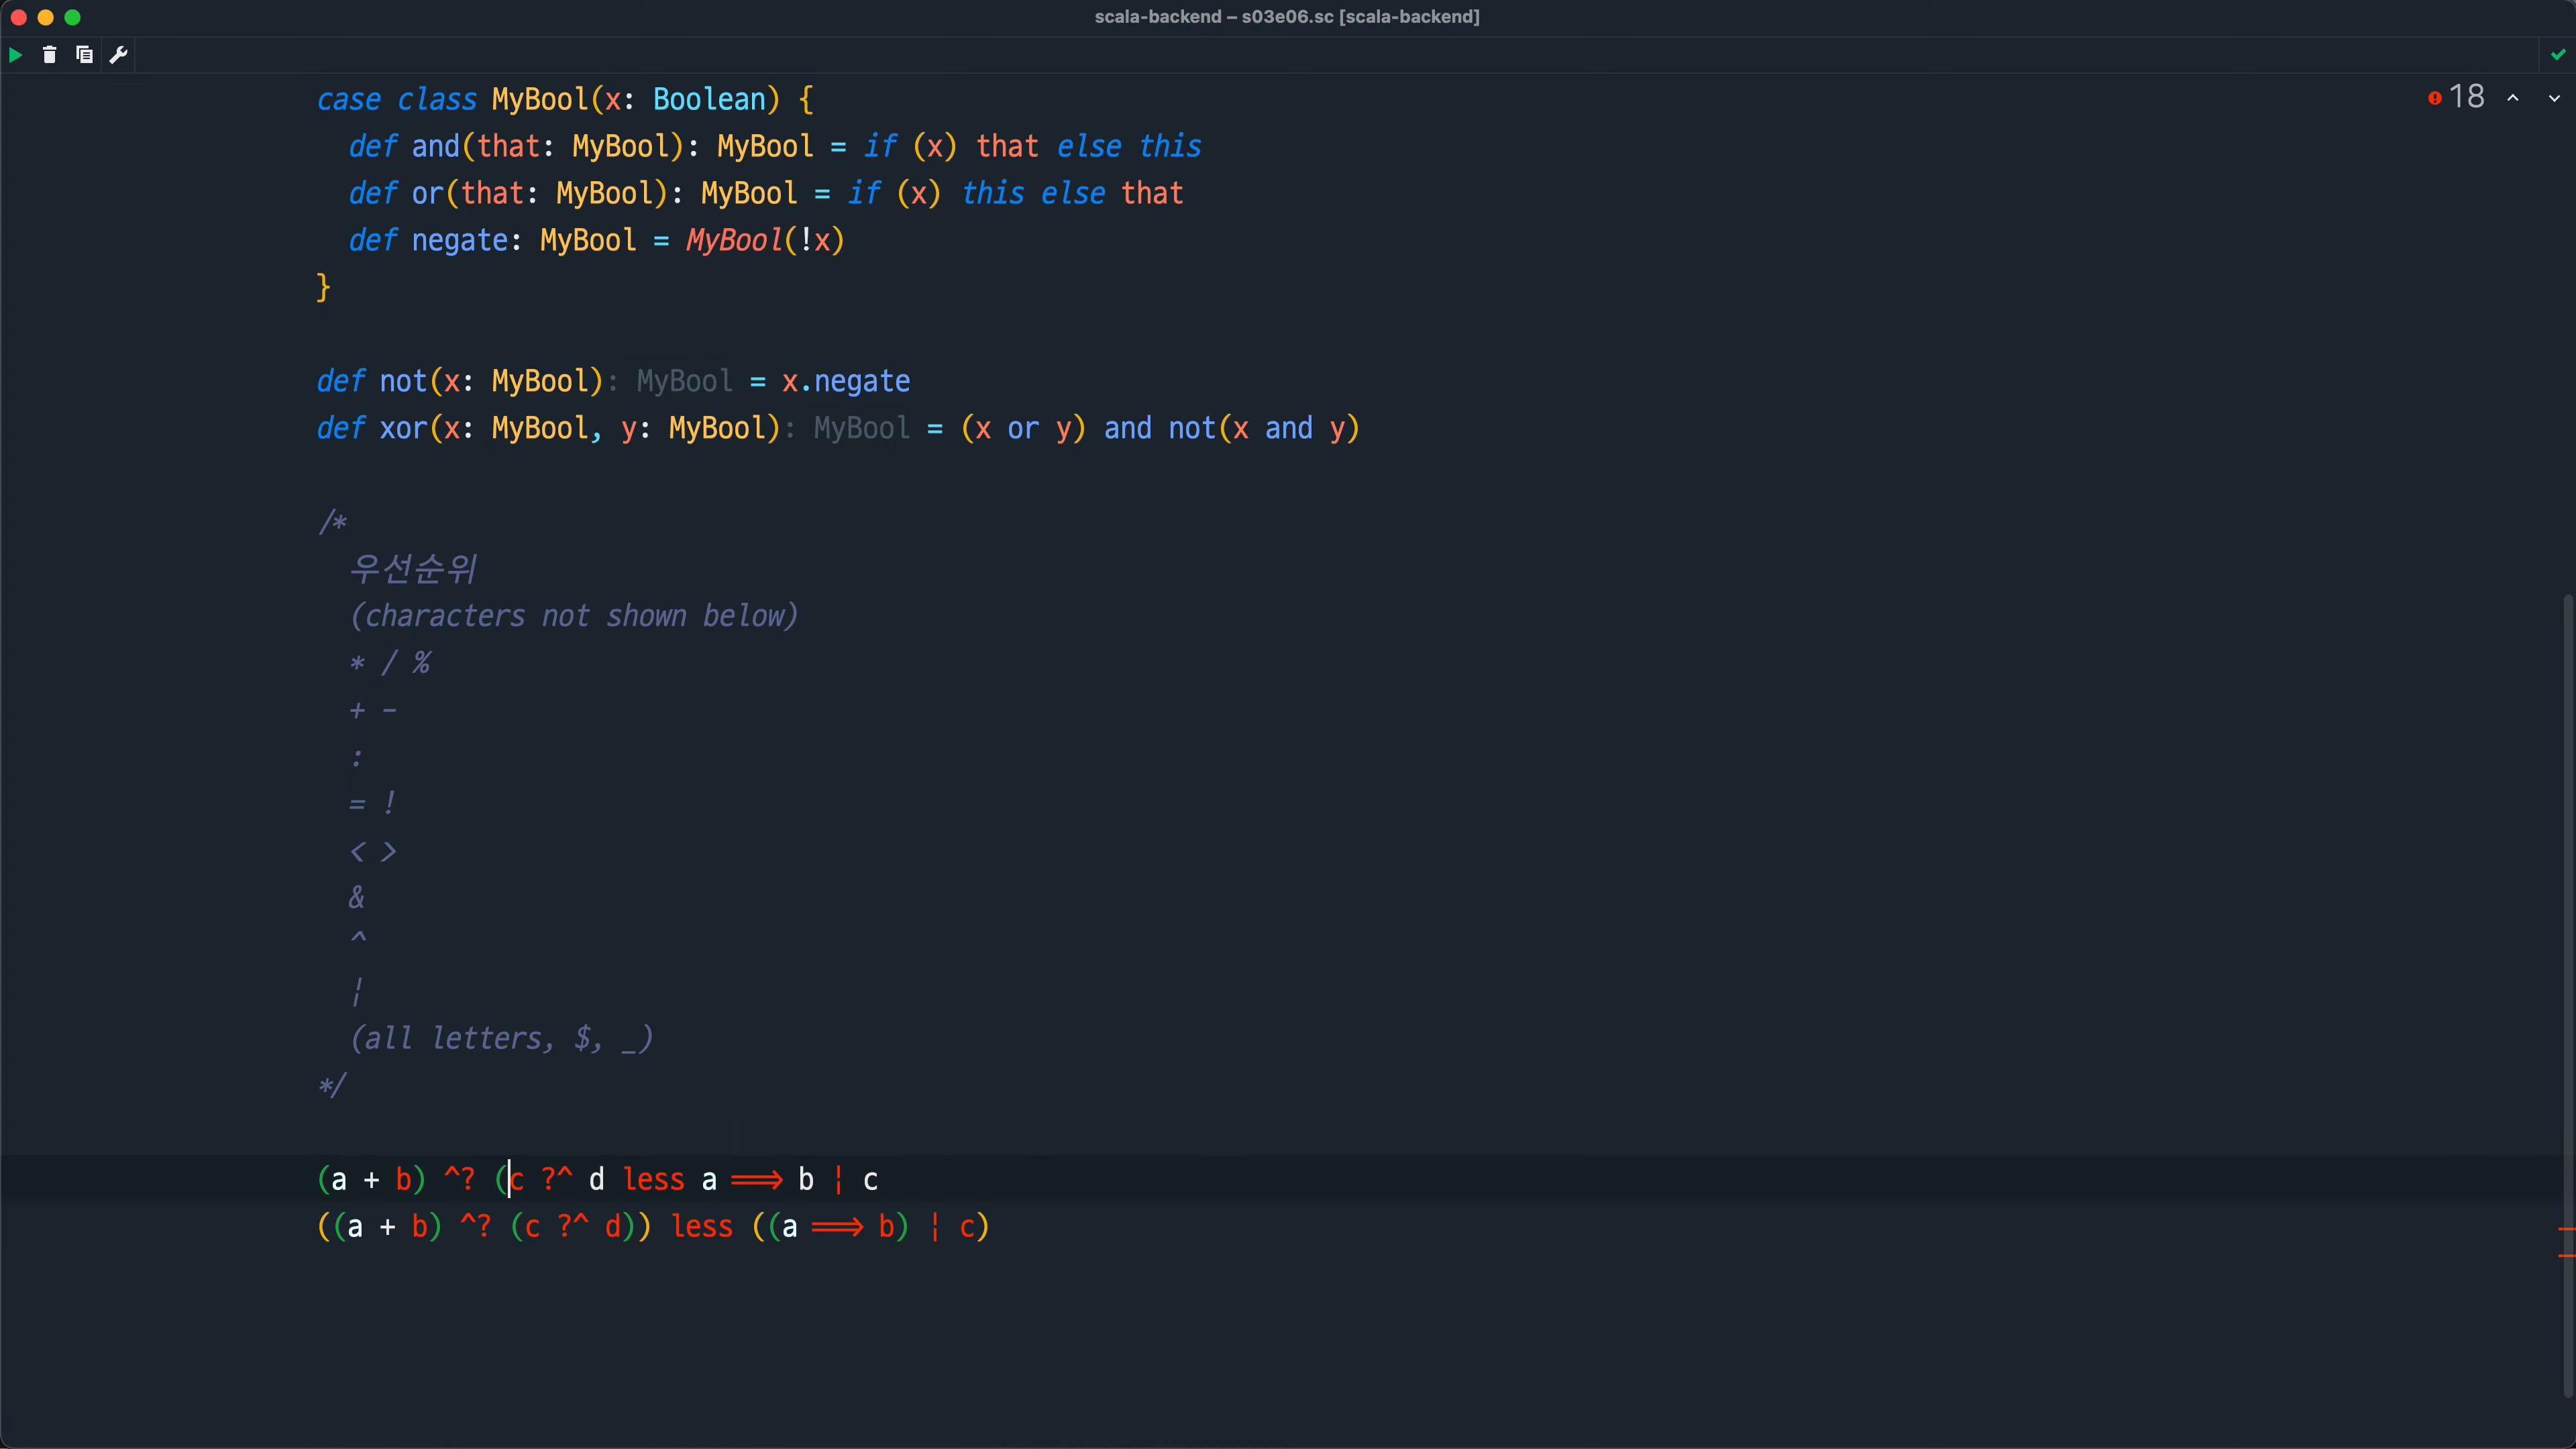 scala-backend – s03e06.sc [scala-backend]
18
case class MyBool(x: Boolean) {
def and(that: MyBool): MyBool = if (x) that else this
def or(that: MyBool): MyBool = if (x) this else that
def negate: MyBool = MyBool(!x)
}
def not(x: MyBool): MyBool = x.negate
def xor(x: MyBool, y: MyBool): MyBool = (x or y) and not(x and y)
/*
우선순위
(characters not shown below)
* / %
+ -
:
= !
< >
&
^
|
(all letters, $, _)
*/
(a + b) ^? (c ?^ d less a ==> b | c
((a + b) ^? (c ?^ d)) less ((a ==> b) | c)